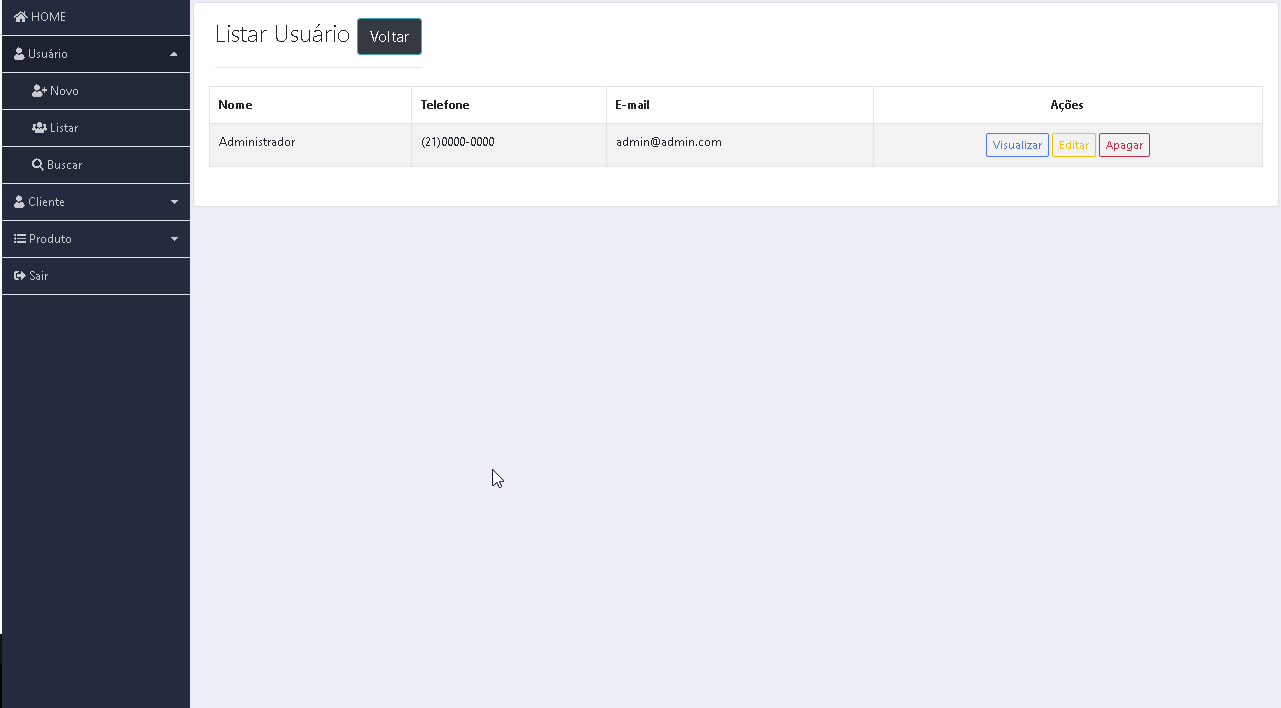 HOME
Usuário
Novo
Listar
Buscar
Cliente
Produto
Sair
Listar Usuário Voltar
Nome Telefone E-mail Ações
Administrador (21)0000-0000 admin@admin.com Visualizar Editar Apagar